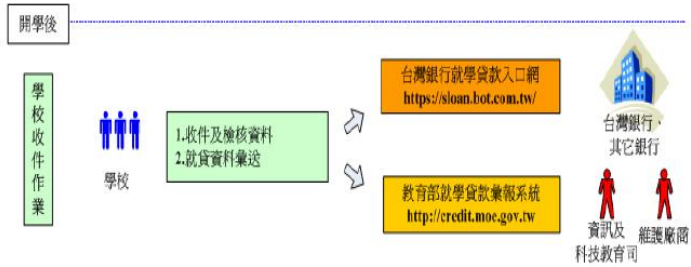 開學後
學校收件作業
學校
1.收件及檢核資料
2.就貸資料彙送
台灣銀行就學貸款入口網
https://sloan.bot.com.tw/
教育部就學貸款彙報系統
http://credit.moe.gov.tw
台灣銀行、
其它銀行
資訊及
科技教育司
維護廠商